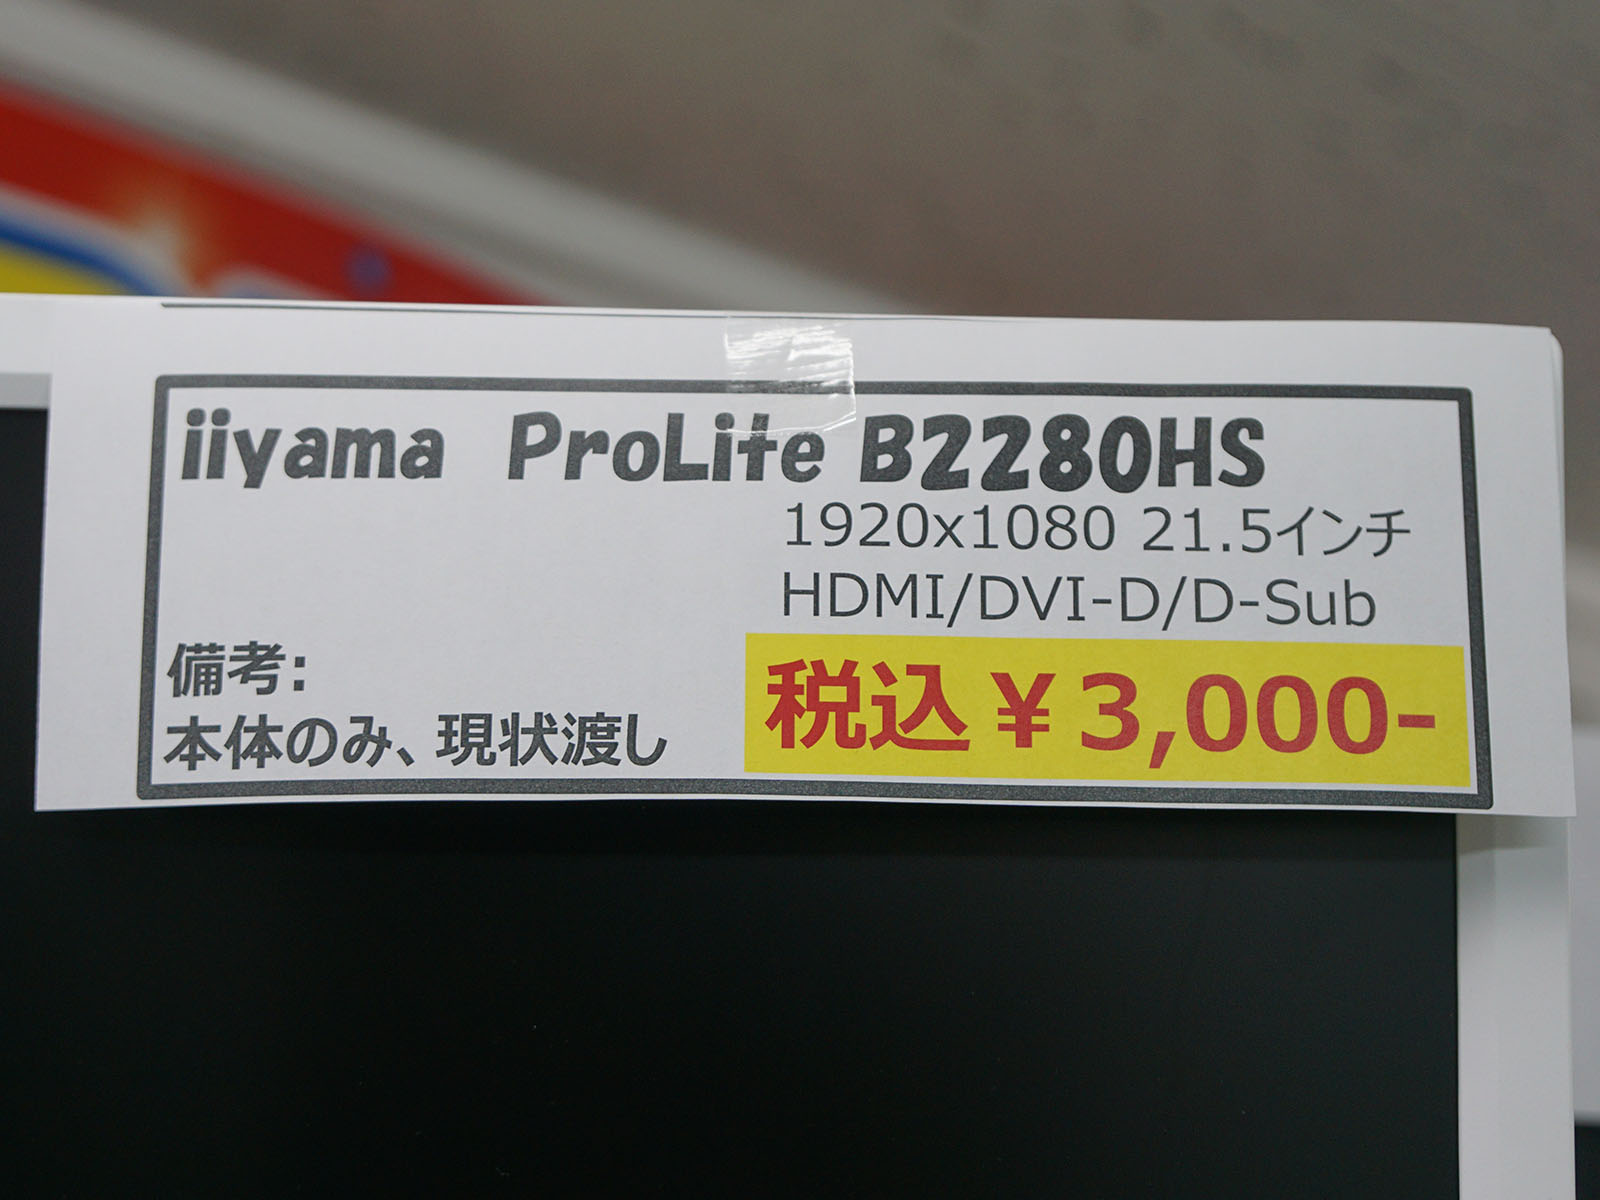 iiyama ProLite B2280HS
1920x1080 21.5インチ
HDMI/DVI-D/D-Sub
備考:
本体のみ、現状渡し
税込¥3,000-